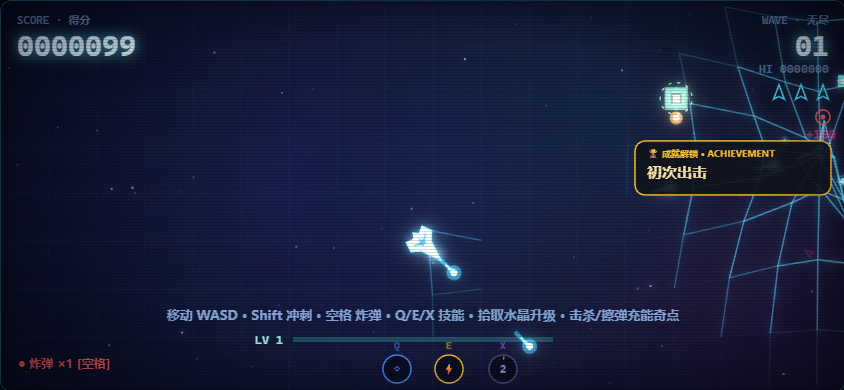 SCORE · 得分
0000099
WAVE · 无尽
01
HI 0000000
成就解锁 • ACHIEVEMENT
初次出击
移动 WASD • Shift 冲刺 • 空格 炸弹 • Q/E/X 技能 • 拾取水晶升级 • 击杀/擦弹充能奇点
LV 1
Q E X
2
• 炸弹 ×1 [空格]